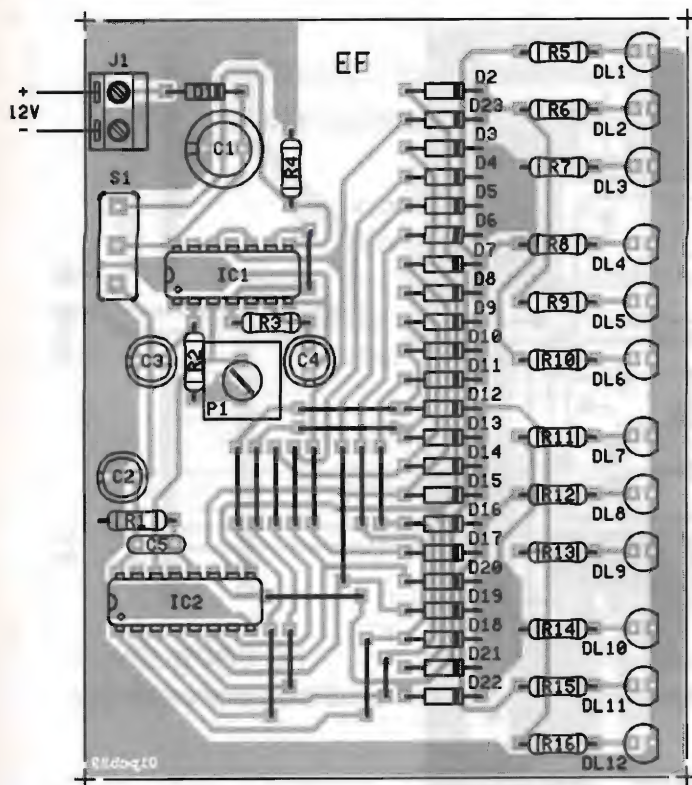 J1
EF
+
12V
-
D1
C1
R4
S1
IC1
R3
C3
R2
C4
P1
C2
R1
C5
IC2
D2
D23
D3
D4
D5
D6
D7
D8
D9
D10
D11
D12
D13
D14
D15
D16
D17
D20
D19
D18
D21
D22
R5
DL1
R6
DL2
R7
DL3
R8
DL4
R9
DL5
R10
DL6
R11
DL7
R12
DL8
R13
DL9
R14
DL10
R15
DL11
R16
DL12